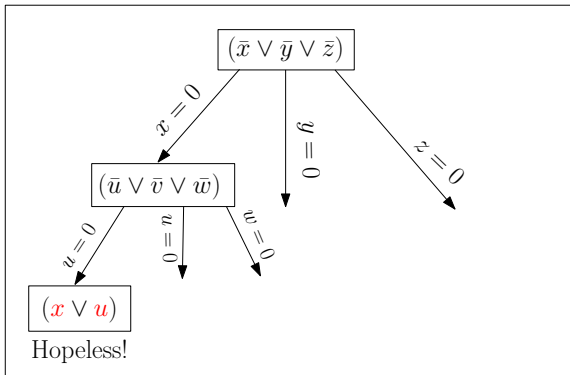 (x̄ ∨ ȳ ∨ z̄)
x = 0
y = 0
z = 0
(ū ∨ v̄ ∨ w̄)
u = 0
u = 0
w = 0
(x ∨ u)
Hopeless!